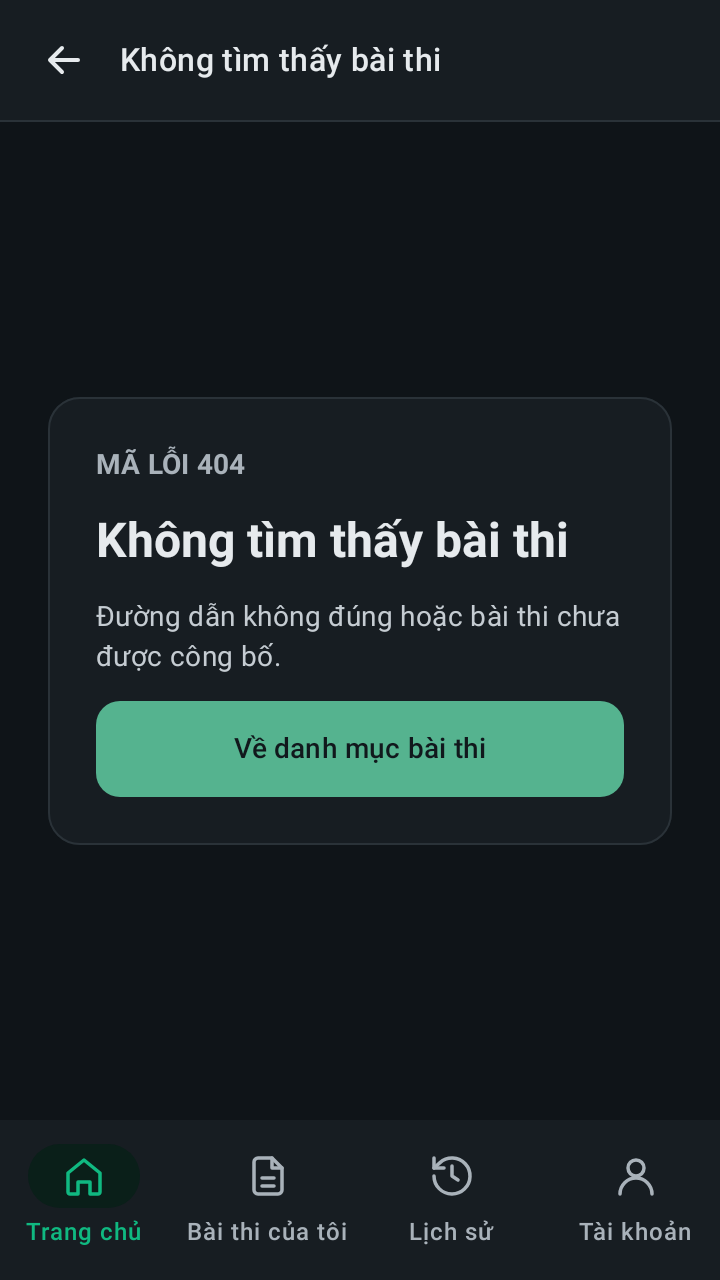 Không tìm thấy bài thi
MÃ LỖI 404
Không tìm thấy bài thi
Đường dẫn không đúng hoặc bài thi chưa
được công bố.
Về danh mục bài thi
Trang chủ
Bài thi của tôi
Lịch sử
Tài khoản